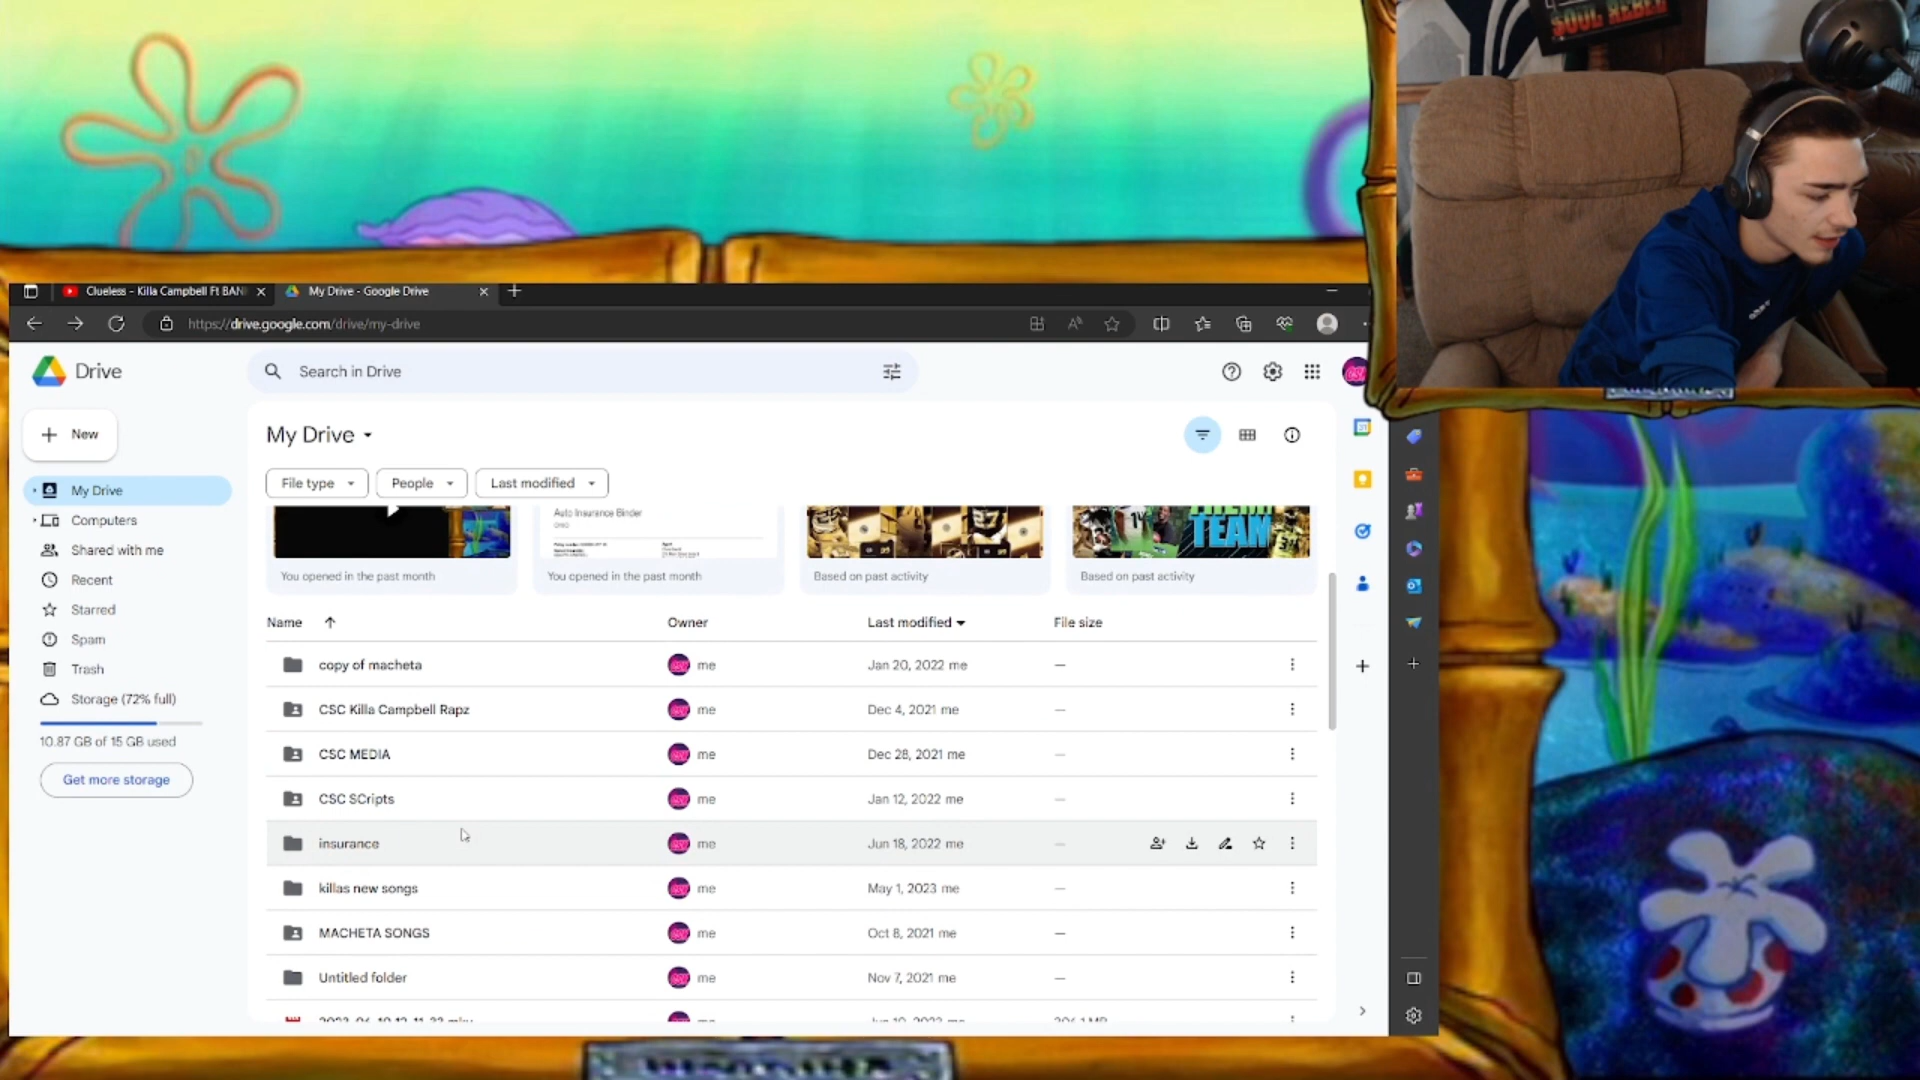 SOUL REBEL
Clueless - Killa Campbell Ft BAN
My Drive - Google Drive
https://drive.google.com/drive/my-drive
Drive
Search in Drive
New
My Drive
File type
People
Last modified
My Drive
Computers
Shared with me
Recent
Starred
Spam
Trash
Storage (72% full)
10.87 GB of 15 GB used
Get more storage
Auto Insurance Binder
OHIO
TEAM
You opened in the past month
You opened in the past month
Based on past activity
Based on past activity
Name
Owner
Last modified
File size
copy of macheta
me
Jan 20, 2022 me
—
CSC Killa Campbell Rapz
me
Dec 4, 2021 me
—
CSC MEDIA
me
Dec 28, 2021 me
—
CSC SCripts
me
Jan 12, 2022 me
—
insurance
me
Jun 18, 2022 me
—
killas new songs
me
May 1, 2023 me
—
MACHETA SONGS
me
Oct 8, 2021 me
—
Untitled folder
me
Nov 7, 2021 me
—